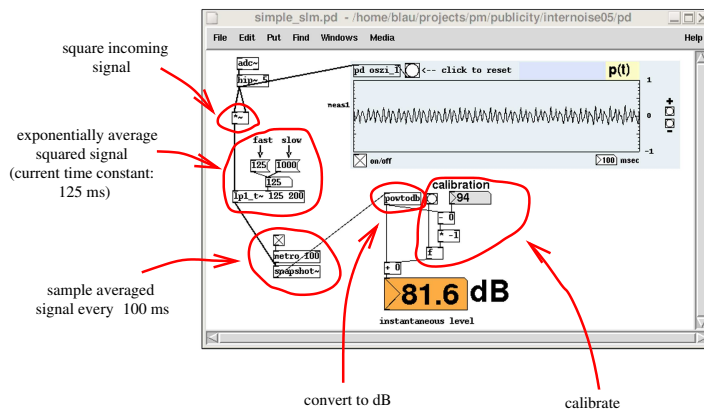 simple_slm.pd - /home/blau/projects/pm/publicity/internoise05/pd
File Edit Put Find Windows Media Help
square incoming
signal
adc~
hip~ 5
*~
pd oszi_1
<-- click to reset
p(t)
meas1
1
0
-1
+
-
on/off
100 msec
exponentially average
squared signal
(current time constant:
125 ms)
fast slow
125 1000
125
lp1_t~ 125 200
metro 100
snapshot~
sample averaged
signal every 100 ms
calibration
powtodb
94
- 0
* -1
f
+ 0
81.6 dB
instantaneous level
convert to dB
calibrate